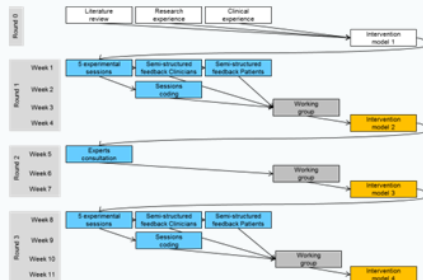 Round 0
Literature review
Research experience
Clinical experience
Intervention model 1
Round 1
Week 1
5 experimental sessions
Semi-structured feedback Clinicians
Semi-structured feedback Patients
Week 2
Sessions coding
Week 3
Working group
Week 4
Intervention model 2
Round 2
Week 5
Experts consultation
Week 6
Working group
Week 7
Intervention model 3
Round 3
Week 8
5 experimental sessions
Semi-structured feedback Clinicians
Semi-structured feedback Patients
Week 9
Sessions coding
Week 10
Working group
Week 11
Intervention model 4